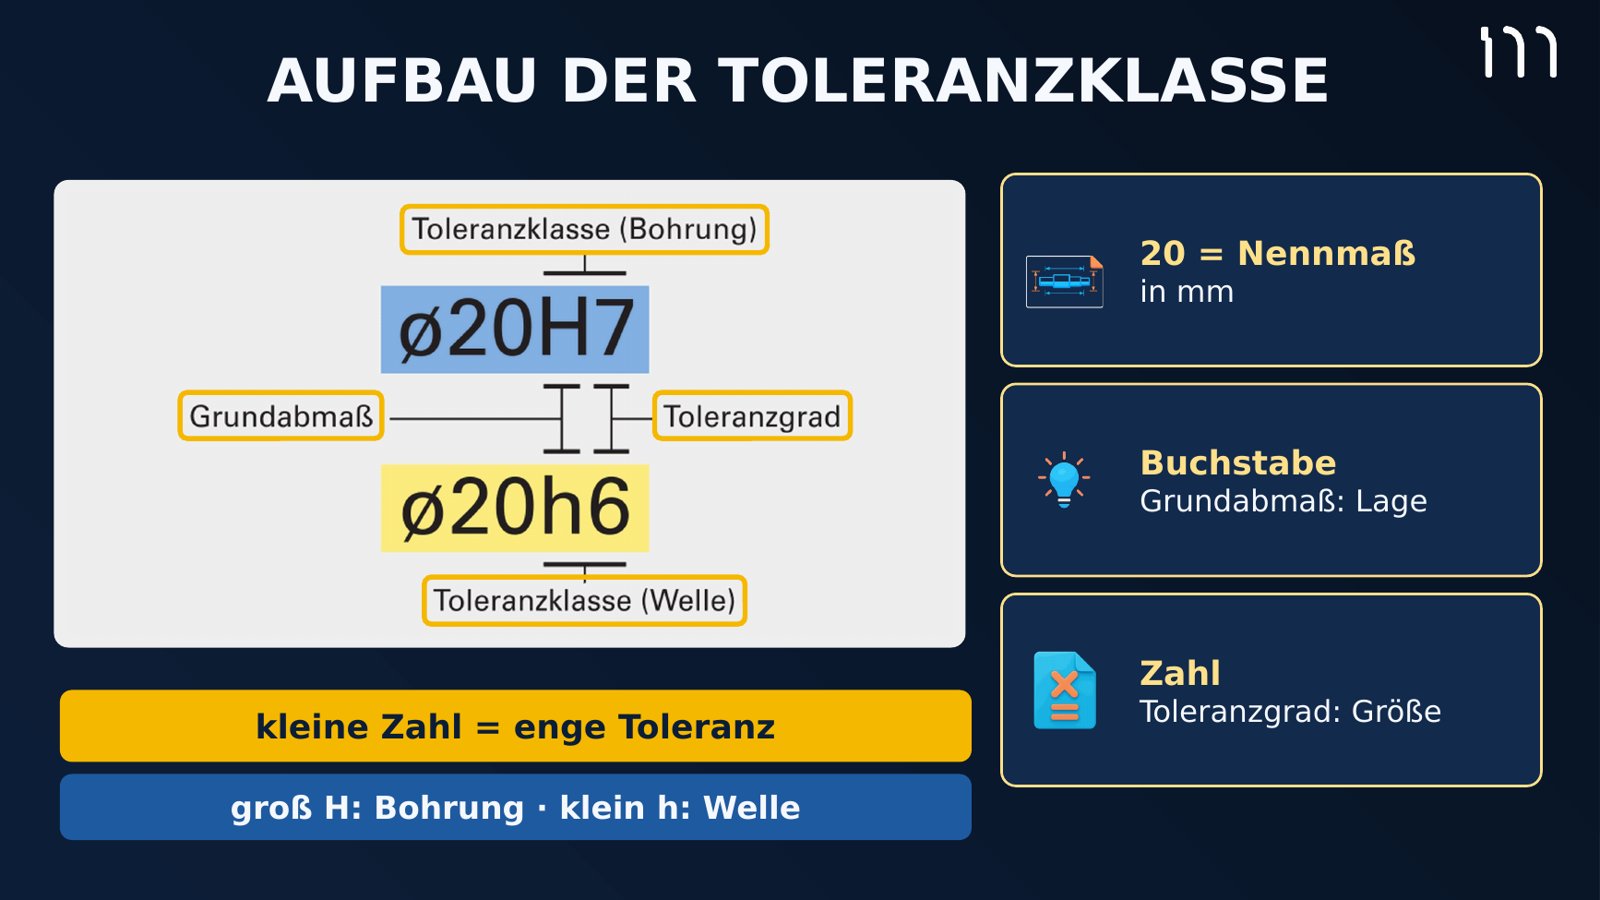 AUFBAU DER TOLERANZKLASSE
m
Toleranzklasse (Bohrung)
ø20H7
Grundabmaß
Toleranzgrad
ø20h6
Toleranzklasse (Welle)
kleine Zahl = enge Toleranz
groß H: Bohrung · klein h: Welle
20 = Nennmaß
in mm
Buchstabe
Grundabmaß: Lage
Zahl
Toleranzgrad: Größe